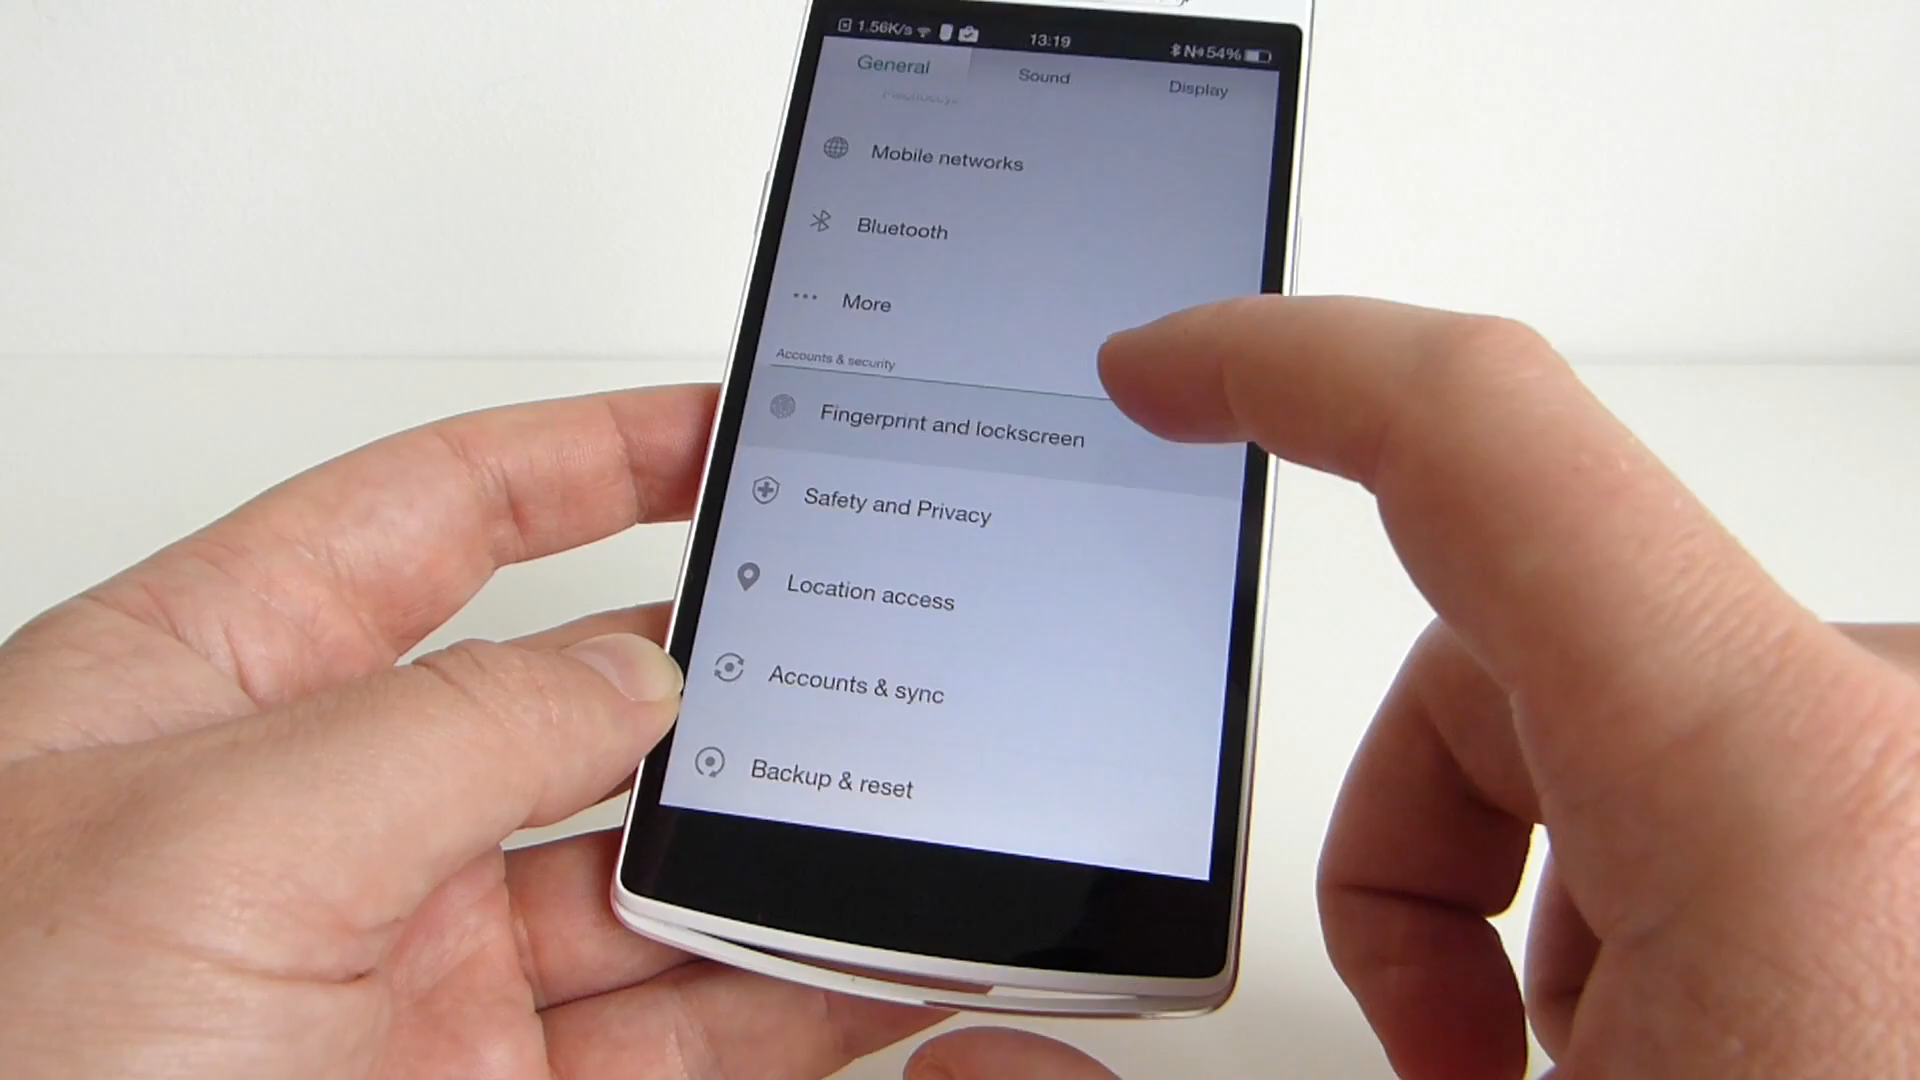 1.56K/s
13:19
N 54%
General
Sound
Display
Mobile networks
Bluetooth
More
Accounts & security
Fingerprint and lockscreen
Safety and Privacy
Location access
Accounts & sync
Backup & reset